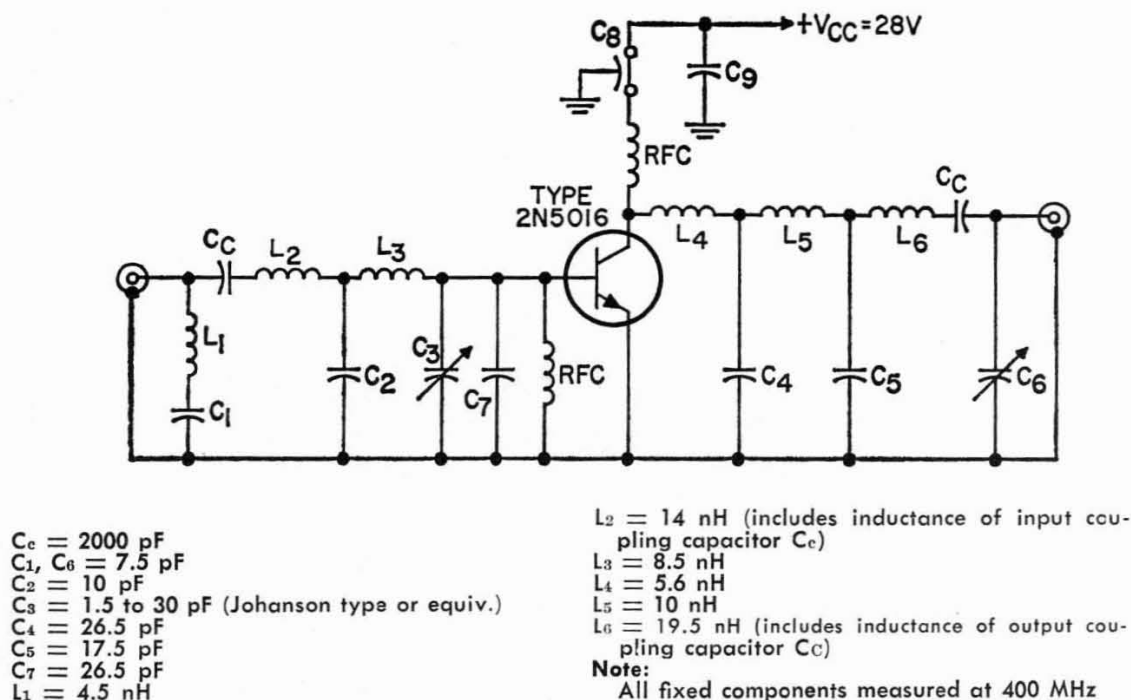 C8
+VCC=28V
C9
RFC
TYPE
2N5016
CC
L4
L5
L6
CC
L2
L3
L1
C1
C2
C3
C7
RFC
C4
C5
C6
Cc = 2000 pF
C1, C6 = 7.5 pF
C2 = 10 pF
C3 = 1.5 to 30 pF (Johanson type or equiv.)
C4 = 26.5 pF
C5 = 17.5 pF
C7 = 26.5 pF
L1 = 4.5 nH
L2 = 14 nH (includes inductance of input cou-
pling capacitor Cc)
L3 = 8.5 nH
L4 = 5.6 nH
L5 = 10 nH
L6 = 19.5 nH (includes inductance of output cou-
pling capacitor CC)
Note:
All fixed components measured at 400 MHz